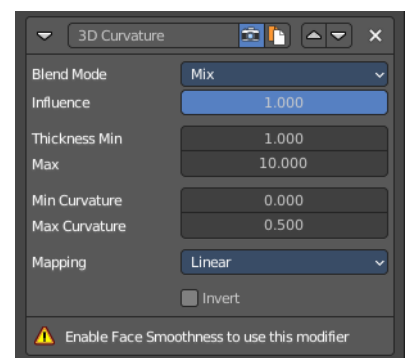 3D Curvature
Blend Mode Mix
Influence 1.000
Thickness Min 1.000
Max 10.000
Min Curvature 0.000
Max Curvature 0.500
Mapping Linear
Invert
Enable Face Smoothness to use this modifier